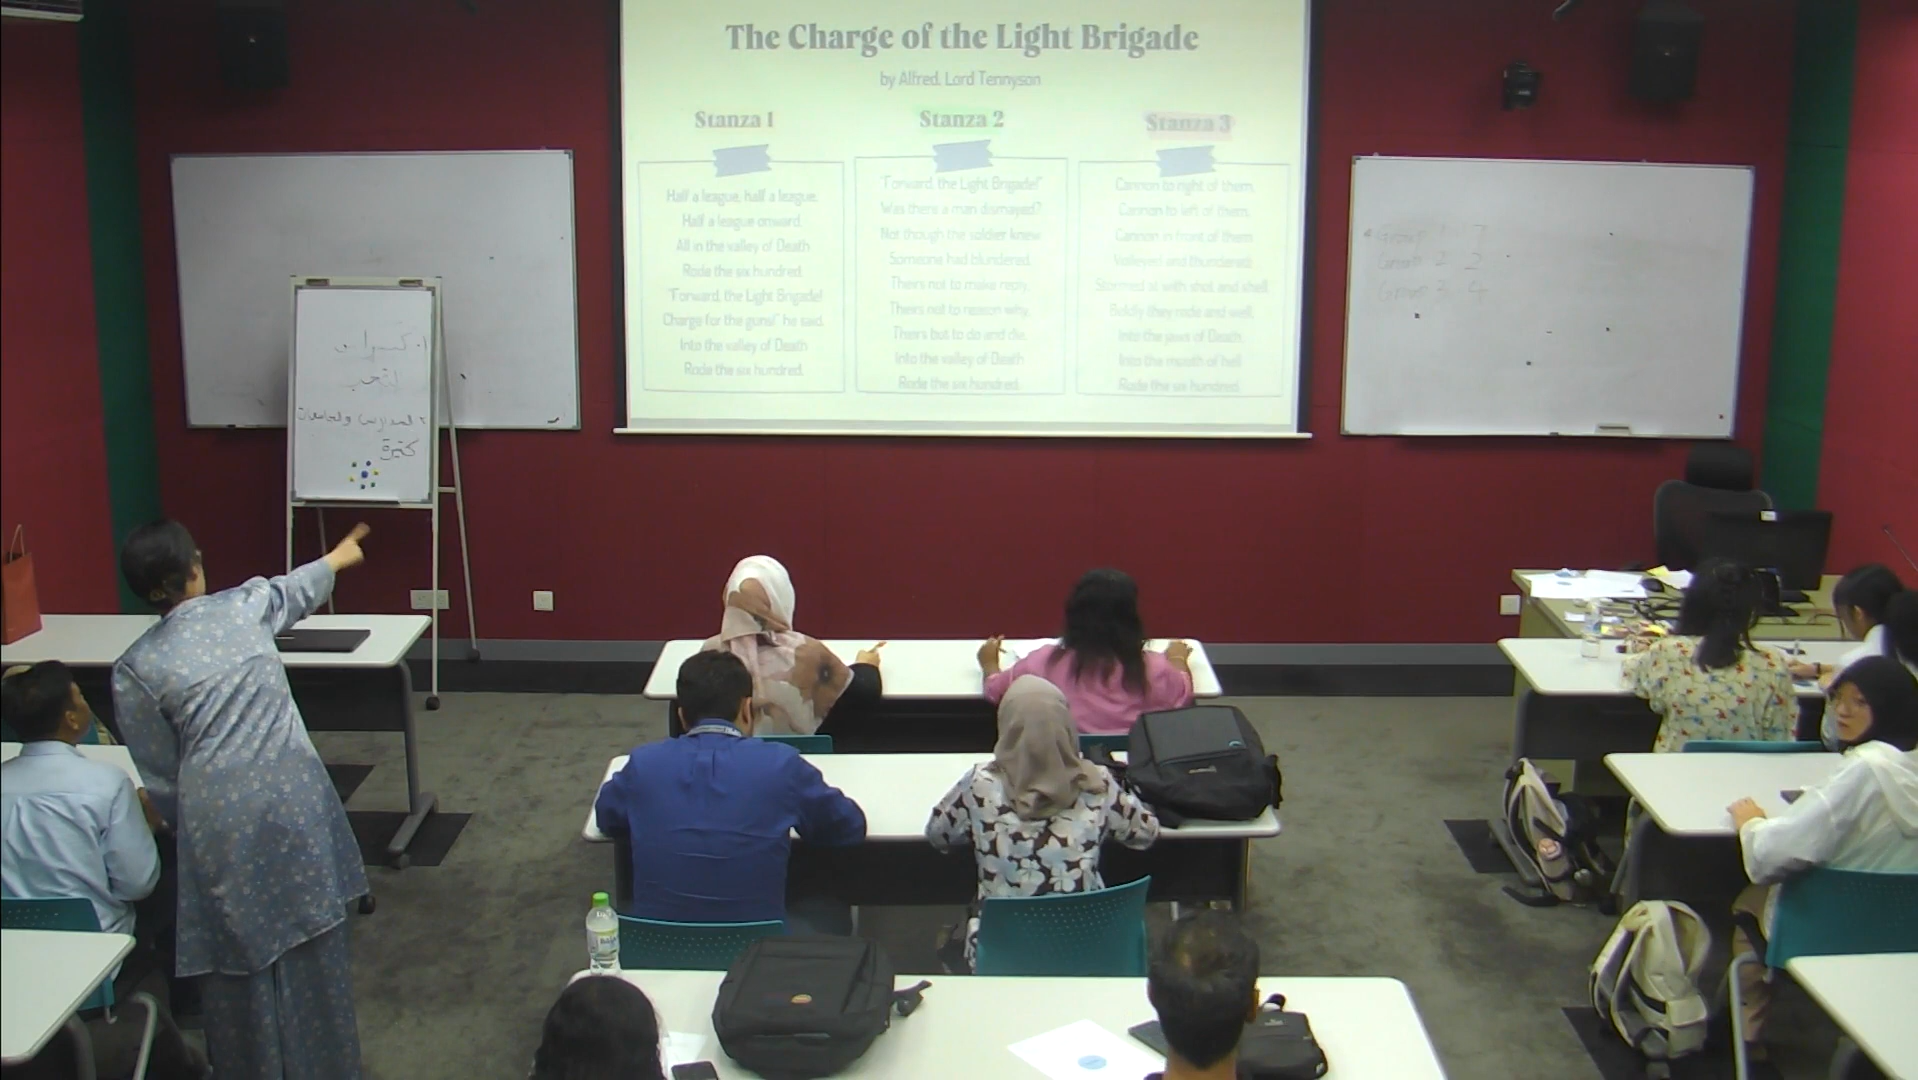 The Charge of the Light Brigade
by Alfred, Lord Tennyson
Stanza 1
Half a league, half a league,
Half a league onward,
All in the valley of Death
Rode the six hundred.
"Forward, the Light Brigade!
Charge for the guns!" he said.
Into the valley of Death
Rode the six hundred.
Stanza 2
"Forward, the Light Brigade!"
Was there a man dismayed?
Not though the soldier knew
Someone had blundered.
Theirs not to make reply,
Theirs not to reason why,
Theirs but to do and die.
Into the valley of Death
Rode the six hundred.
Stanza 3
Cannon to right of them,
Cannon to left of them,
Cannon in front of them
Volleyed and thundered;
Stormed at with shot and shell,
Boldly they rode and well,
Into the jaws of Death,
Into the mouth of hell
Rode the six hundred.
٢ المدارس والجامعات
كثيرة
Group 1 7
Group 2 2
Group 3 4